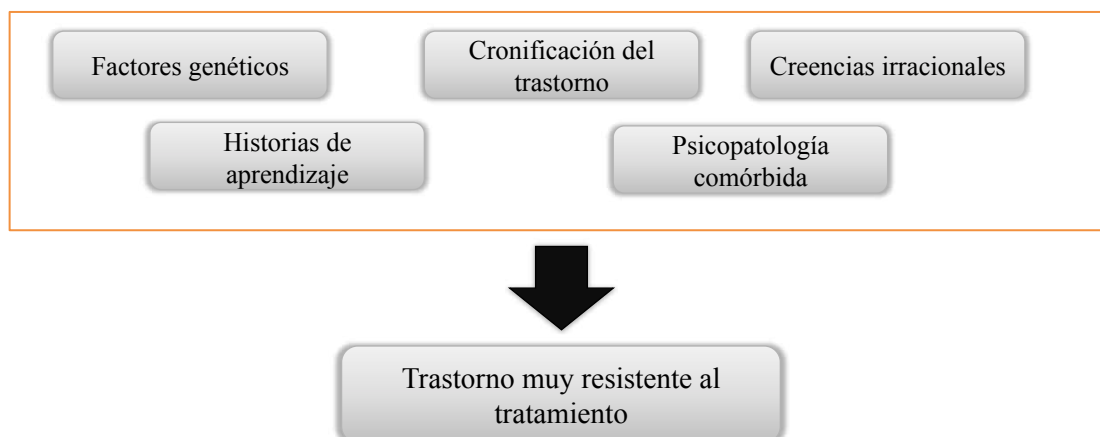 Factores genéticos
Cronificación del
trastorno
Creencias irracionales
Historias de
aprendizaje
Psicopatología
comórbida
Trastorno muy resistente al
tratamiento